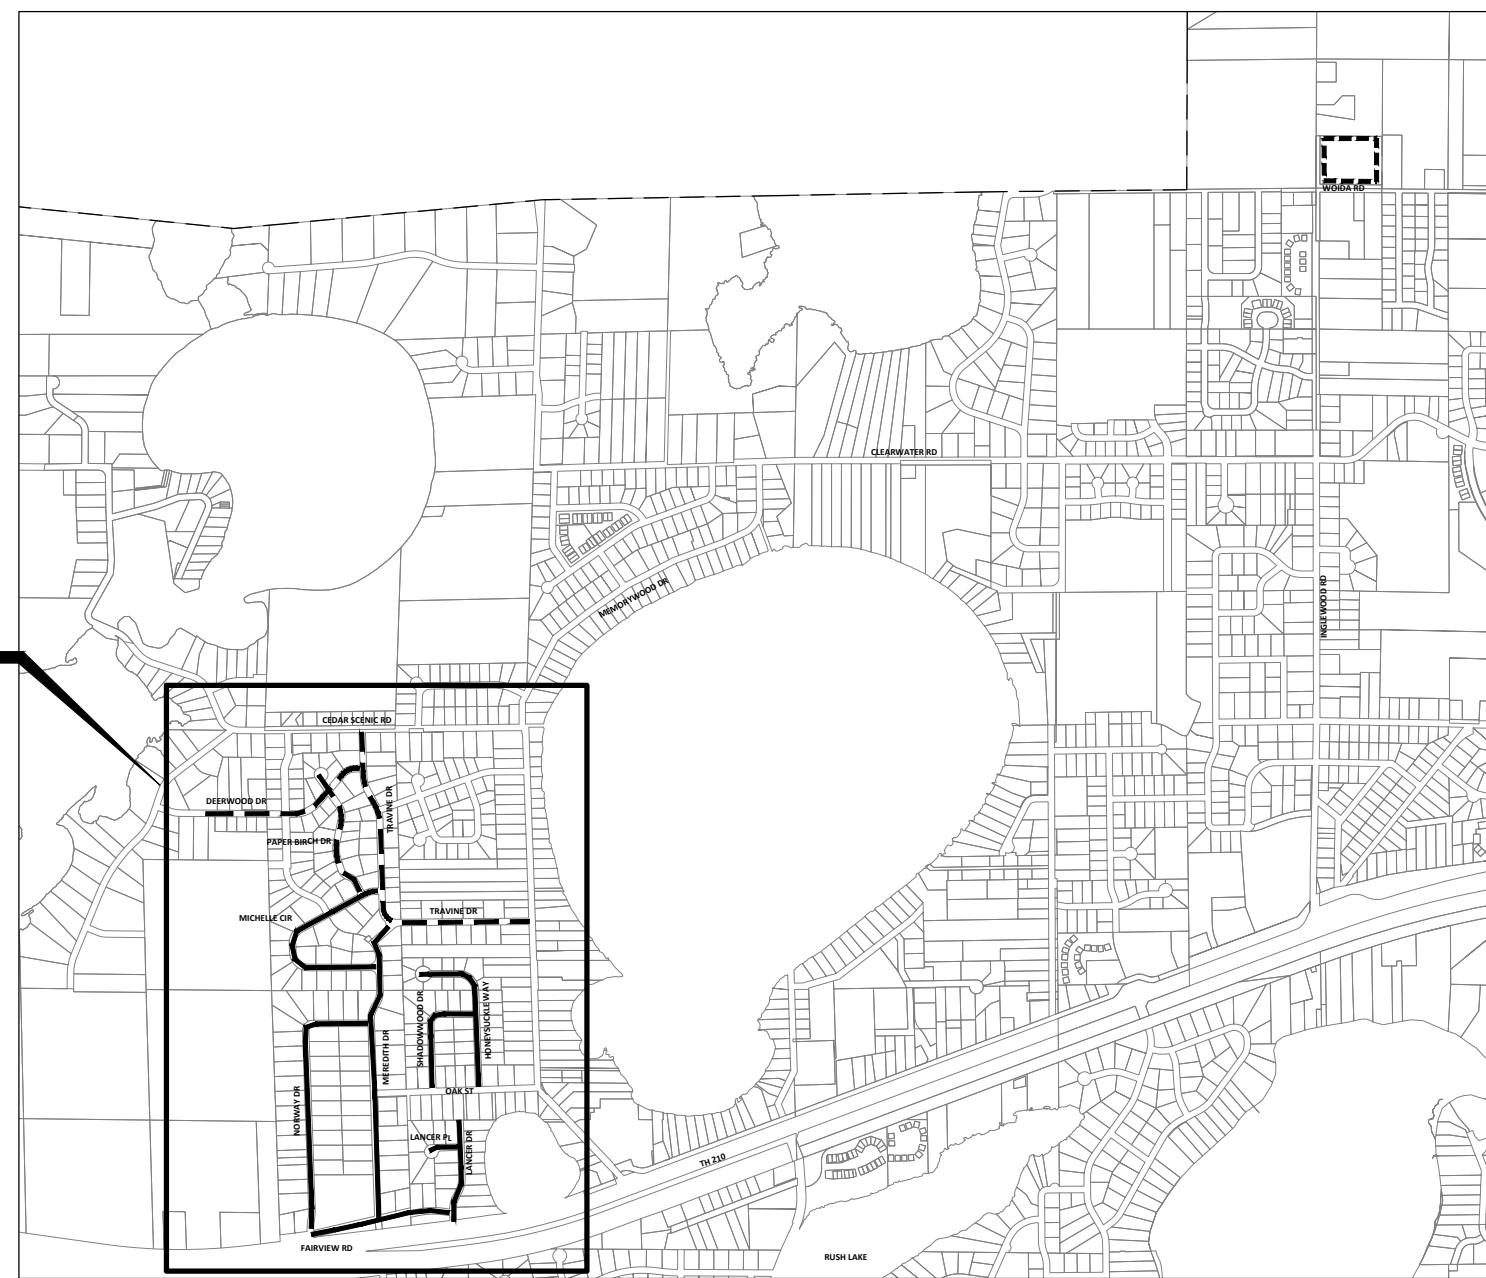 WOIDA RD
CLEARWATER RD
MEMORYWOOD DR
INGLEWOOD RD
CEDAR SCENIC RD
DEERWOOD DR
TRAVINE DR
PAPER BIRCH DR
MICHELLE CIR
TRAVINE DR
SHADOWWOOD DR
HONEYSUCKLE WAY
MEREDITH DR
OAK ST
NORWAY DR
LANCER PL
LANCER DR
TH 210
FAIRVIEW RD
RUSH LAKE